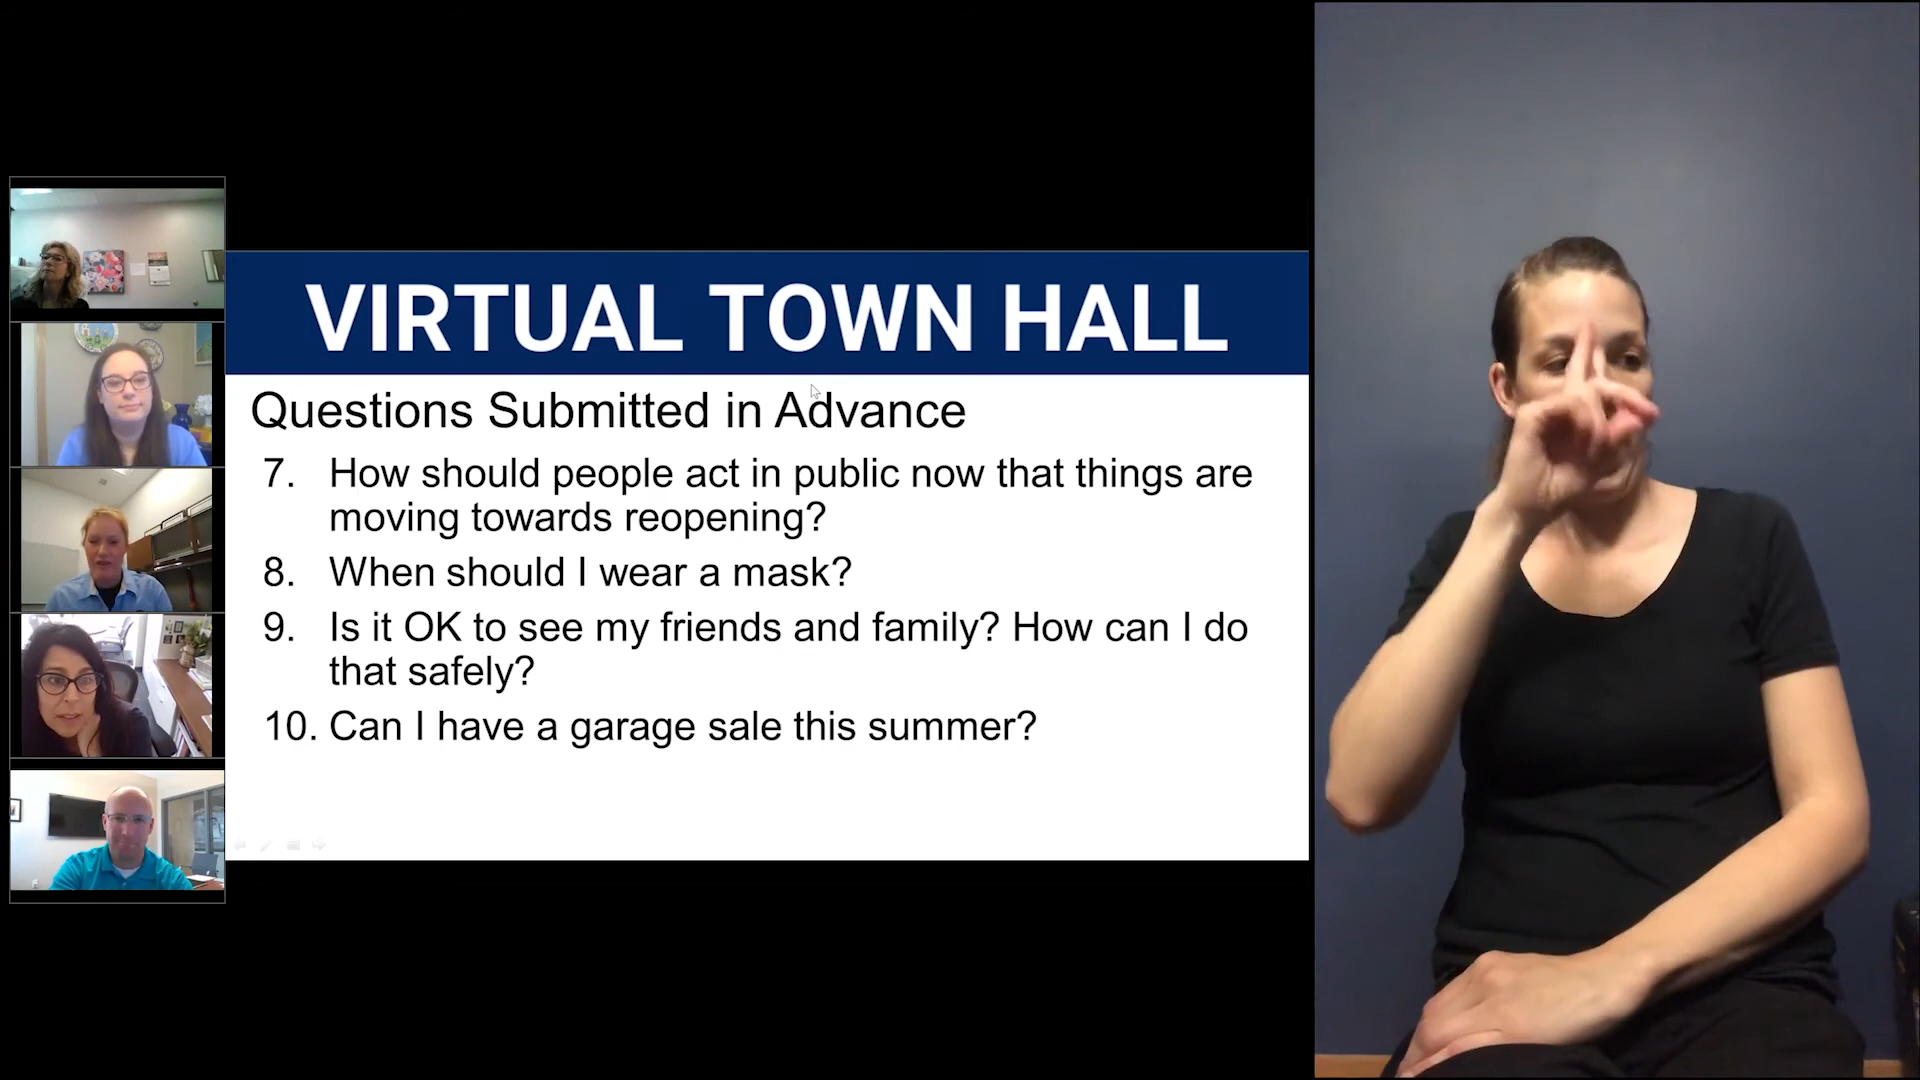 VIRTUAL TOWN HALL
Questions Submitted in Advance
7. How should people act in public now that things are
moving towards reopening?
8. When should I wear a mask?
9. Is it OK to see my friends and family? How can I do
that safely?
10. Can I have a garage sale this summer?